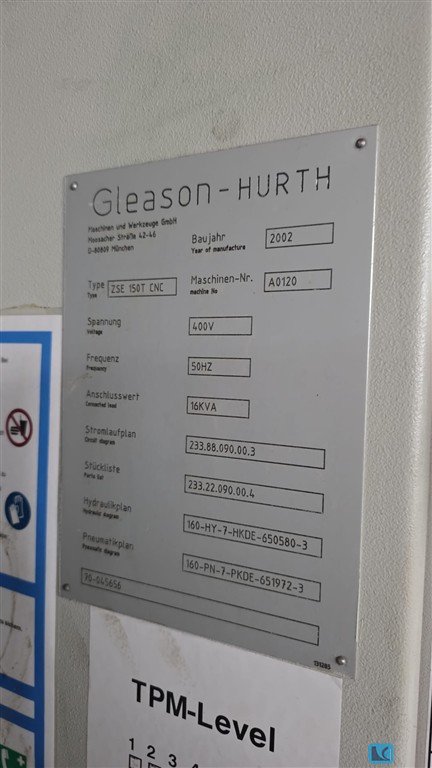 Gleason-HURTH
Maschinen und Werkzeuge GmbH
Moosacher Straße 42-46
D-80809 München
Baujahr 2002
Year of manufacture
Type ZSE 150T CNC
Type
Maschinen-Nr. A0120
machine No
Spannung 400V
Voltage
Frequenz 50HZ
Frequency
Anschlusswert 16KVA
Connected load
Stromlaufplan 233.88.090.00.3
Circuit diagram
Stückliste 233.22.090.00.4
Parts list
Hydraulikplan 160-HY-7-HKDE-650580-3
Hydraulic diagram
Pneumatikplan 160-PN-7-PKDE-651972-3
Pneumatic diagram
70-045656
131285
TPM-Level
1 2 3 4